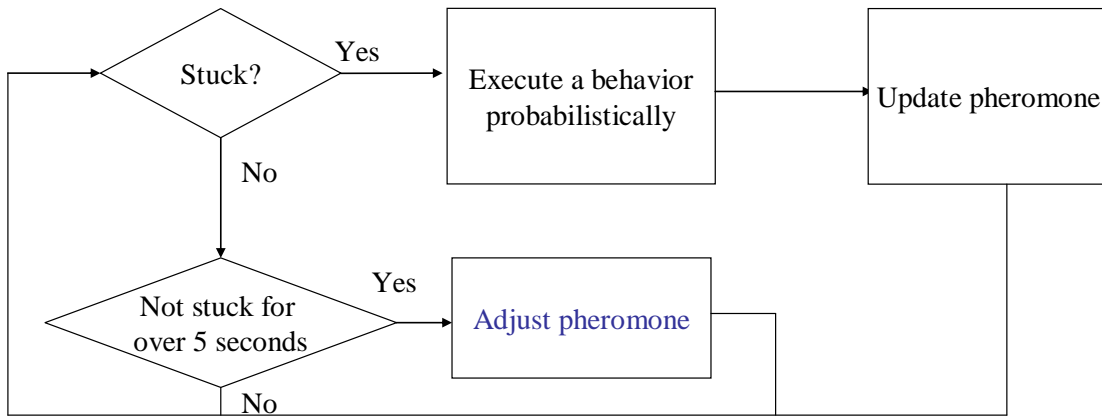 Stuck?
Yes
Execute a behavior
probabilistically
Update pheromone
No
Not stuck for
over 5 seconds
Yes
Adjust pheromone
No